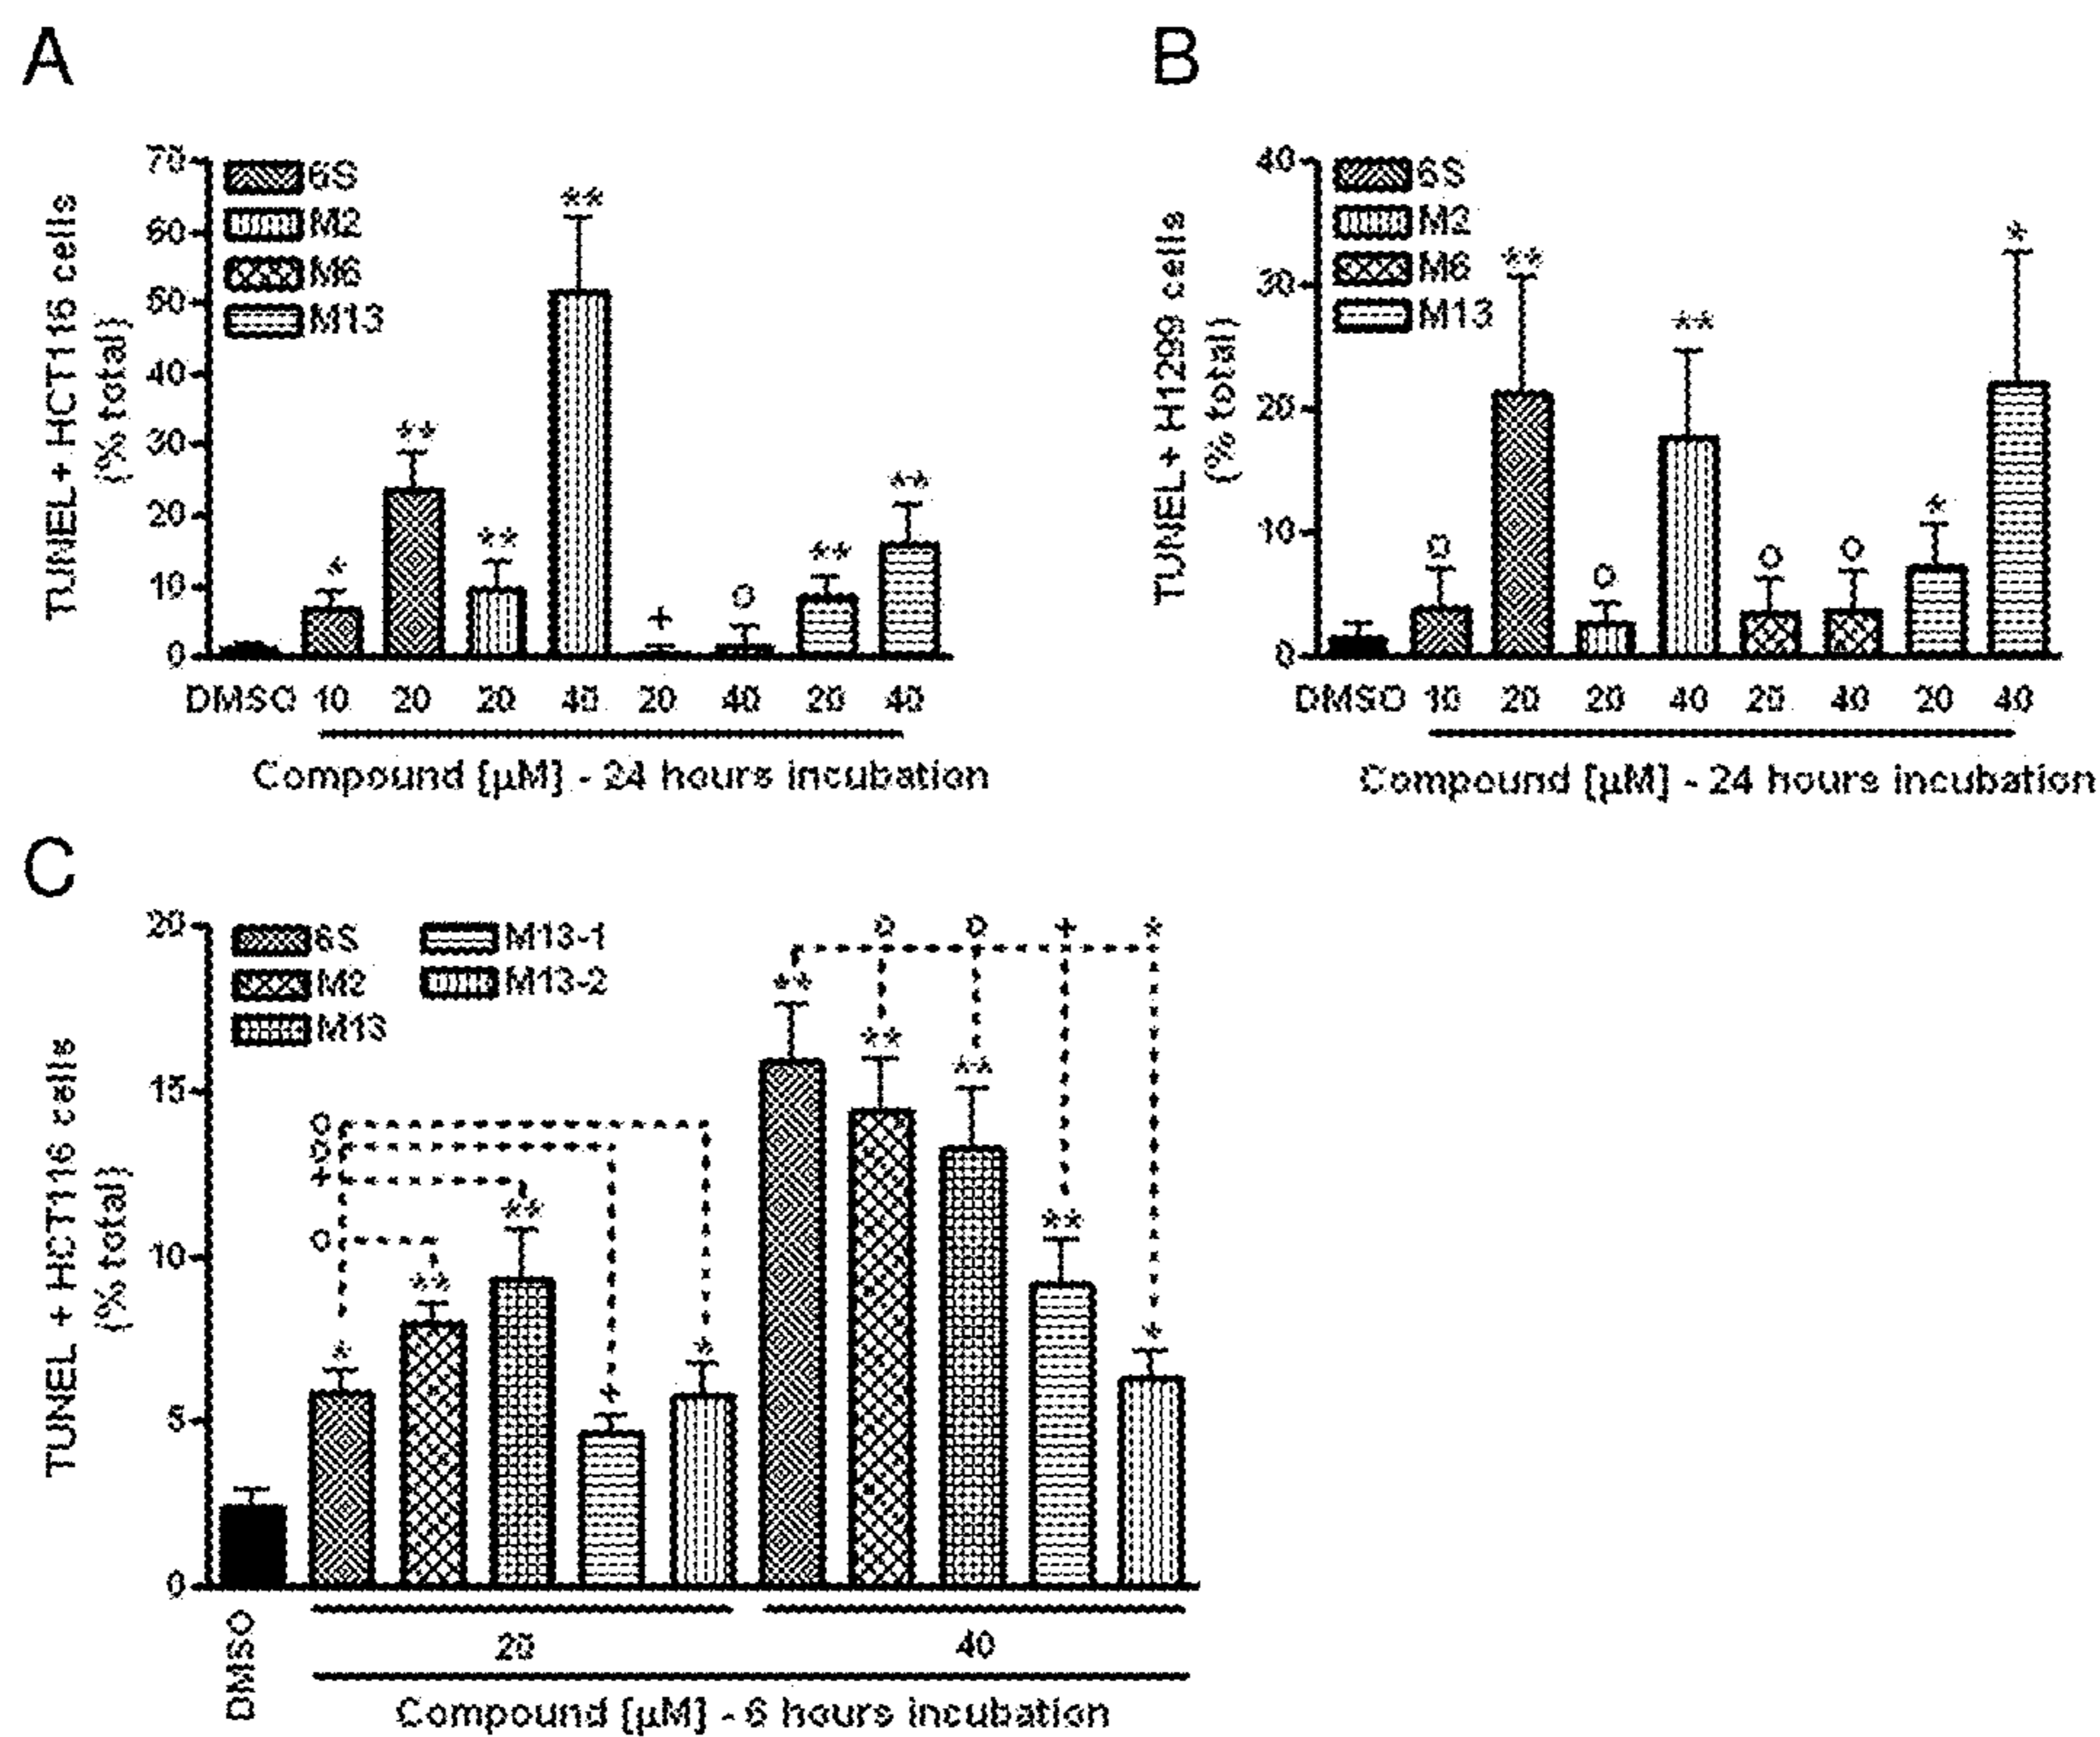 A
TUNEL+ HCT116 cells
(% total)
70
60
50
40
30
20
10
0
6S
M2
M6
M13
**
**
**
**
**
*
+
o
DMSO 10 20 20 40 20 40 20 40
Compound [µM] - 24 hours incubation
B
TUNEL+ H1299 cells
(% total)
40
30
20
10
0
6S
M2
M6
M13
*
**
**
*
o
o
o
o
DMSO 10 20 20 40 20 40 20 40
Compound [µM] - 24 hours incubation
C
TUNEL + HCT116 cells
(% total)
20
15
10
5
0
6S
M2
M13
M13-1
M13-2
o o + *
**
**
**
o
+
**
**
o
**
*
*
*
+
DMSO
20 40
Compound [µM] - 6 hours incubation